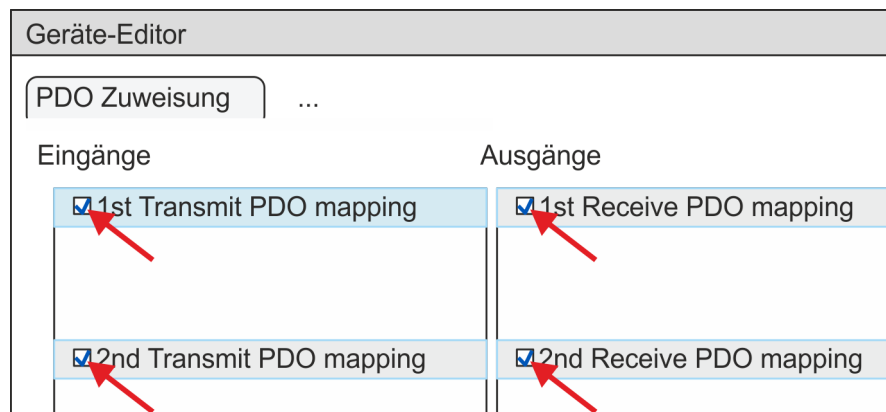 Geräte-Editor
PDO Zuweisung ...
Eingänge Ausgänge
1st Transmit PDO mapping 1st Receive PDO mapping
2nd Transmit PDO mapping 2nd Receive PDO mapping